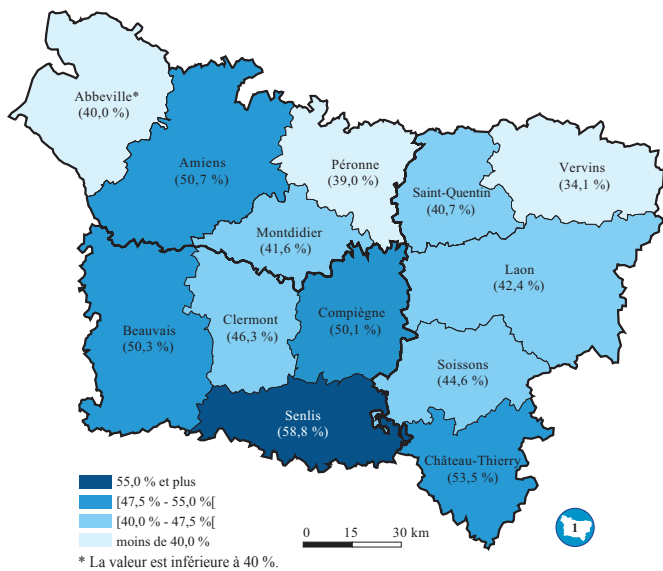 Abbeville*
(40,0 %)
Amiens
(50,7 %)
Péronne
(39,0 %)
Saint-Quentin
(40,7 %)
Vervins
(34,1 %)
Montdidier
(41,6 %)
Laon
(42,4 %)
Beauvais
(50,3 %)
Clermont
(46,3 %)
Compiègne
(50,1 %)
Soissons
(44,6 %)
Senlis
(58,8 %)
Château-Thierry
(53,5 %)
55,0 % et plus
[47,5 % - 55,0 %[
[40,0 % - 47,5 %[
moins de 40,0 %
* La valeur est inférieure à 40 %.
0 15 30 km
1